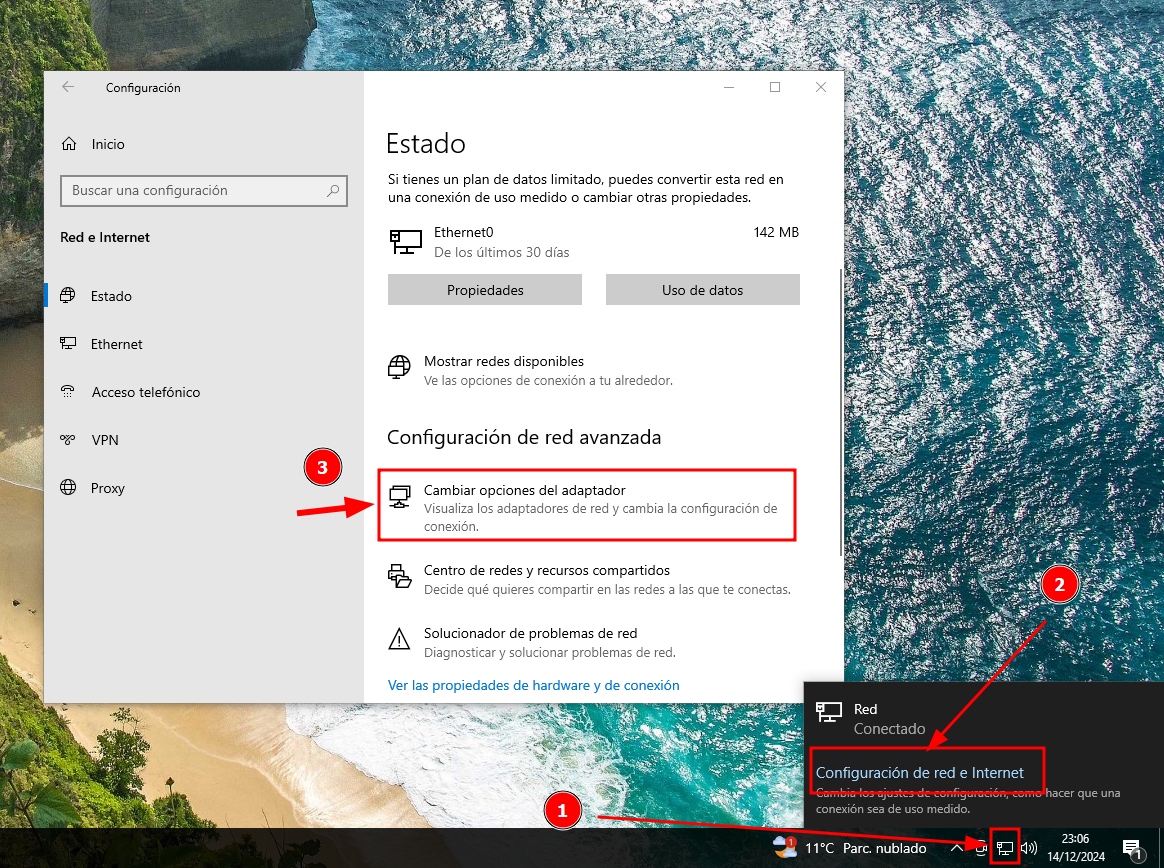 Configuración
Inicio
Buscar una configuración
Red e Internet
Estado
Ethernet
Acceso telefónico
VPN
Proxy
Estado
Si tienes un plan de datos limitado, puedes convertir esta red en
una conexión de uso medido o cambiar otras propiedades.
Ethernet0 142 MB
De los últimos 30 días
Propiedades Uso de datos
Mostrar redes disponibles
Ve las opciones de conexión a tu alrededor.
Configuración de red avanzada
3
Cambiar opciones del adaptador
Visualiza los adaptadores de red y cambia la configuración de
conexión.
Centro de redes y recursos compartidos
Decide qué quieres compartir en las redes a las que te conectas.
Solucionador de problemas de red
Diagnosticar y solucionar problemas de red.
Ver las propiedades de hardware y de conexión
2
Red
Conectado
Configuración de red e Internet
Cambia los ajustes de configuración, como hacer que una
conexión sea de uso medido.
1
1
11°C Parc. nublado
23:06
14/12/2024
1